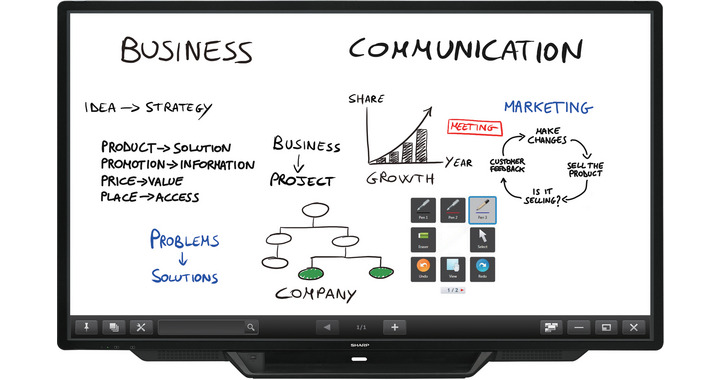 BUSINESS COMMUNICATION
IDEA → STRATEGY
PRODUCT → SOLUTION
PROMOTION → INFORMATION
PRICE → VALUE
PLACE → ACCESS
PROBLEMS
↓
SOLUTIONS
BUSINESS
↓
PROJECT
COMPANY
SHARE
YEAR
GROWTH
MEETING
MARKETING
MAKE
CHANGES
SELL THE
PRODUCT
IS IT
SELLING?
CUSTOMER
FEEDBACK
Pen 1 Pen 2 Pen 3
Eraser Select
Undo View Redo
1 / 2
1/1
SHARP